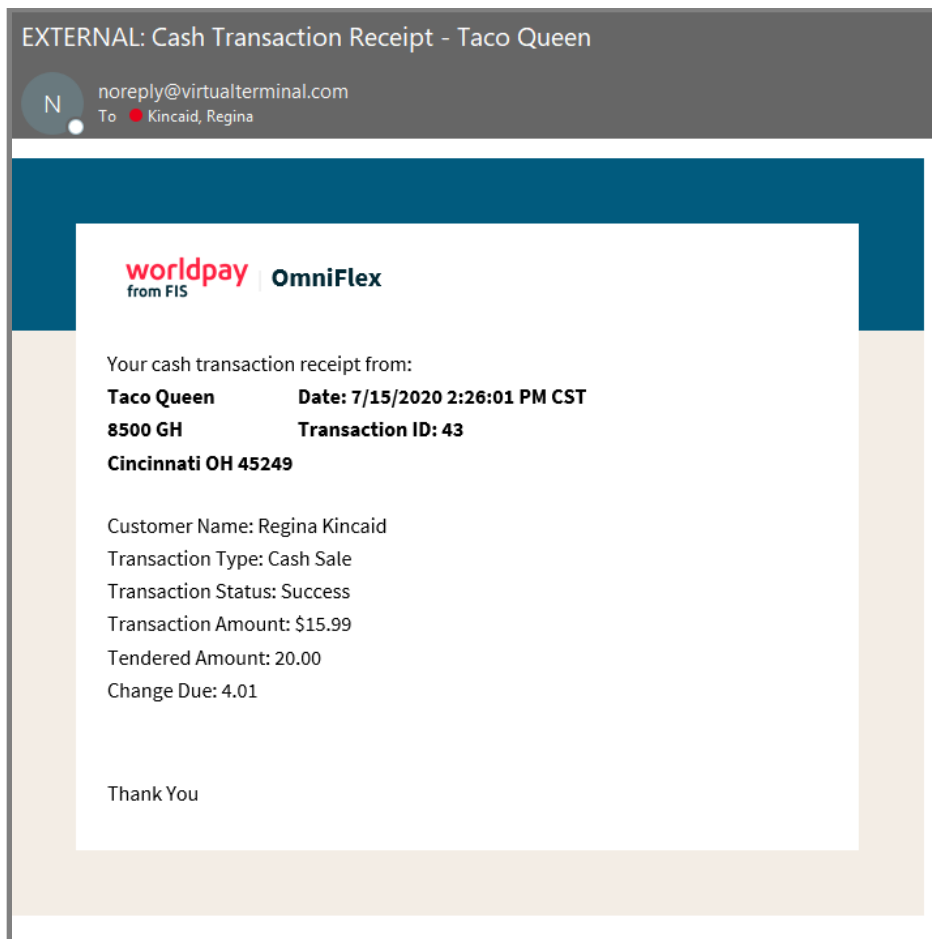 EXTERNAL: Cash Transaction Receipt - Taco Queen
N
noreply@virtualterminal.com
To Kincaid, Regina
worldpay
from FIS
OmniFlex
Your cash transaction receipt from:
Taco Queen Date: 7/15/2020 2:26:01 PM CST
8500 GH Transaction ID: 43
Cincinnati OH 45249
Customer Name: Regina Kincaid
Transaction Type: Cash Sale
Transaction Status: Success
Transaction Amount: $15.99
Tendered Amount: 20.00
Change Due: 4.01
Thank You